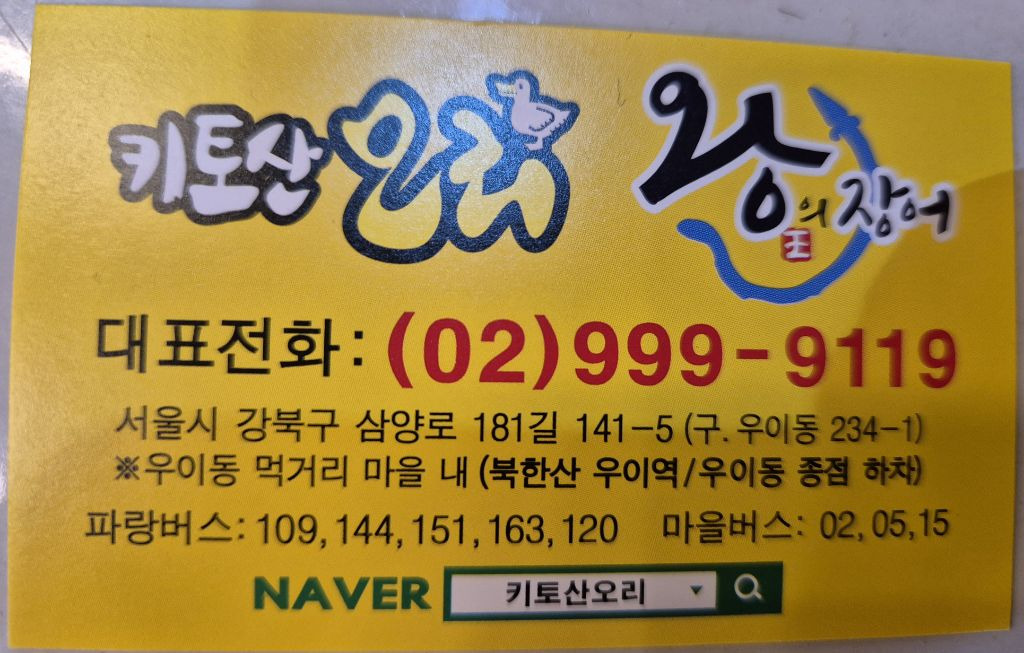 키토산 오리 왕의 장어
王
대표전화: (02)999-9119
서울시 강북구 삼양로 181길 141-5 (구. 우이동 234-1)
※우이동 먹거리 마을 내 (북한산 우이역/우이동 종점 하차)
파랑버스: 109, 144, 151, 163, 120 마을버스: 02, 05, 15
NAVER 키토산오리